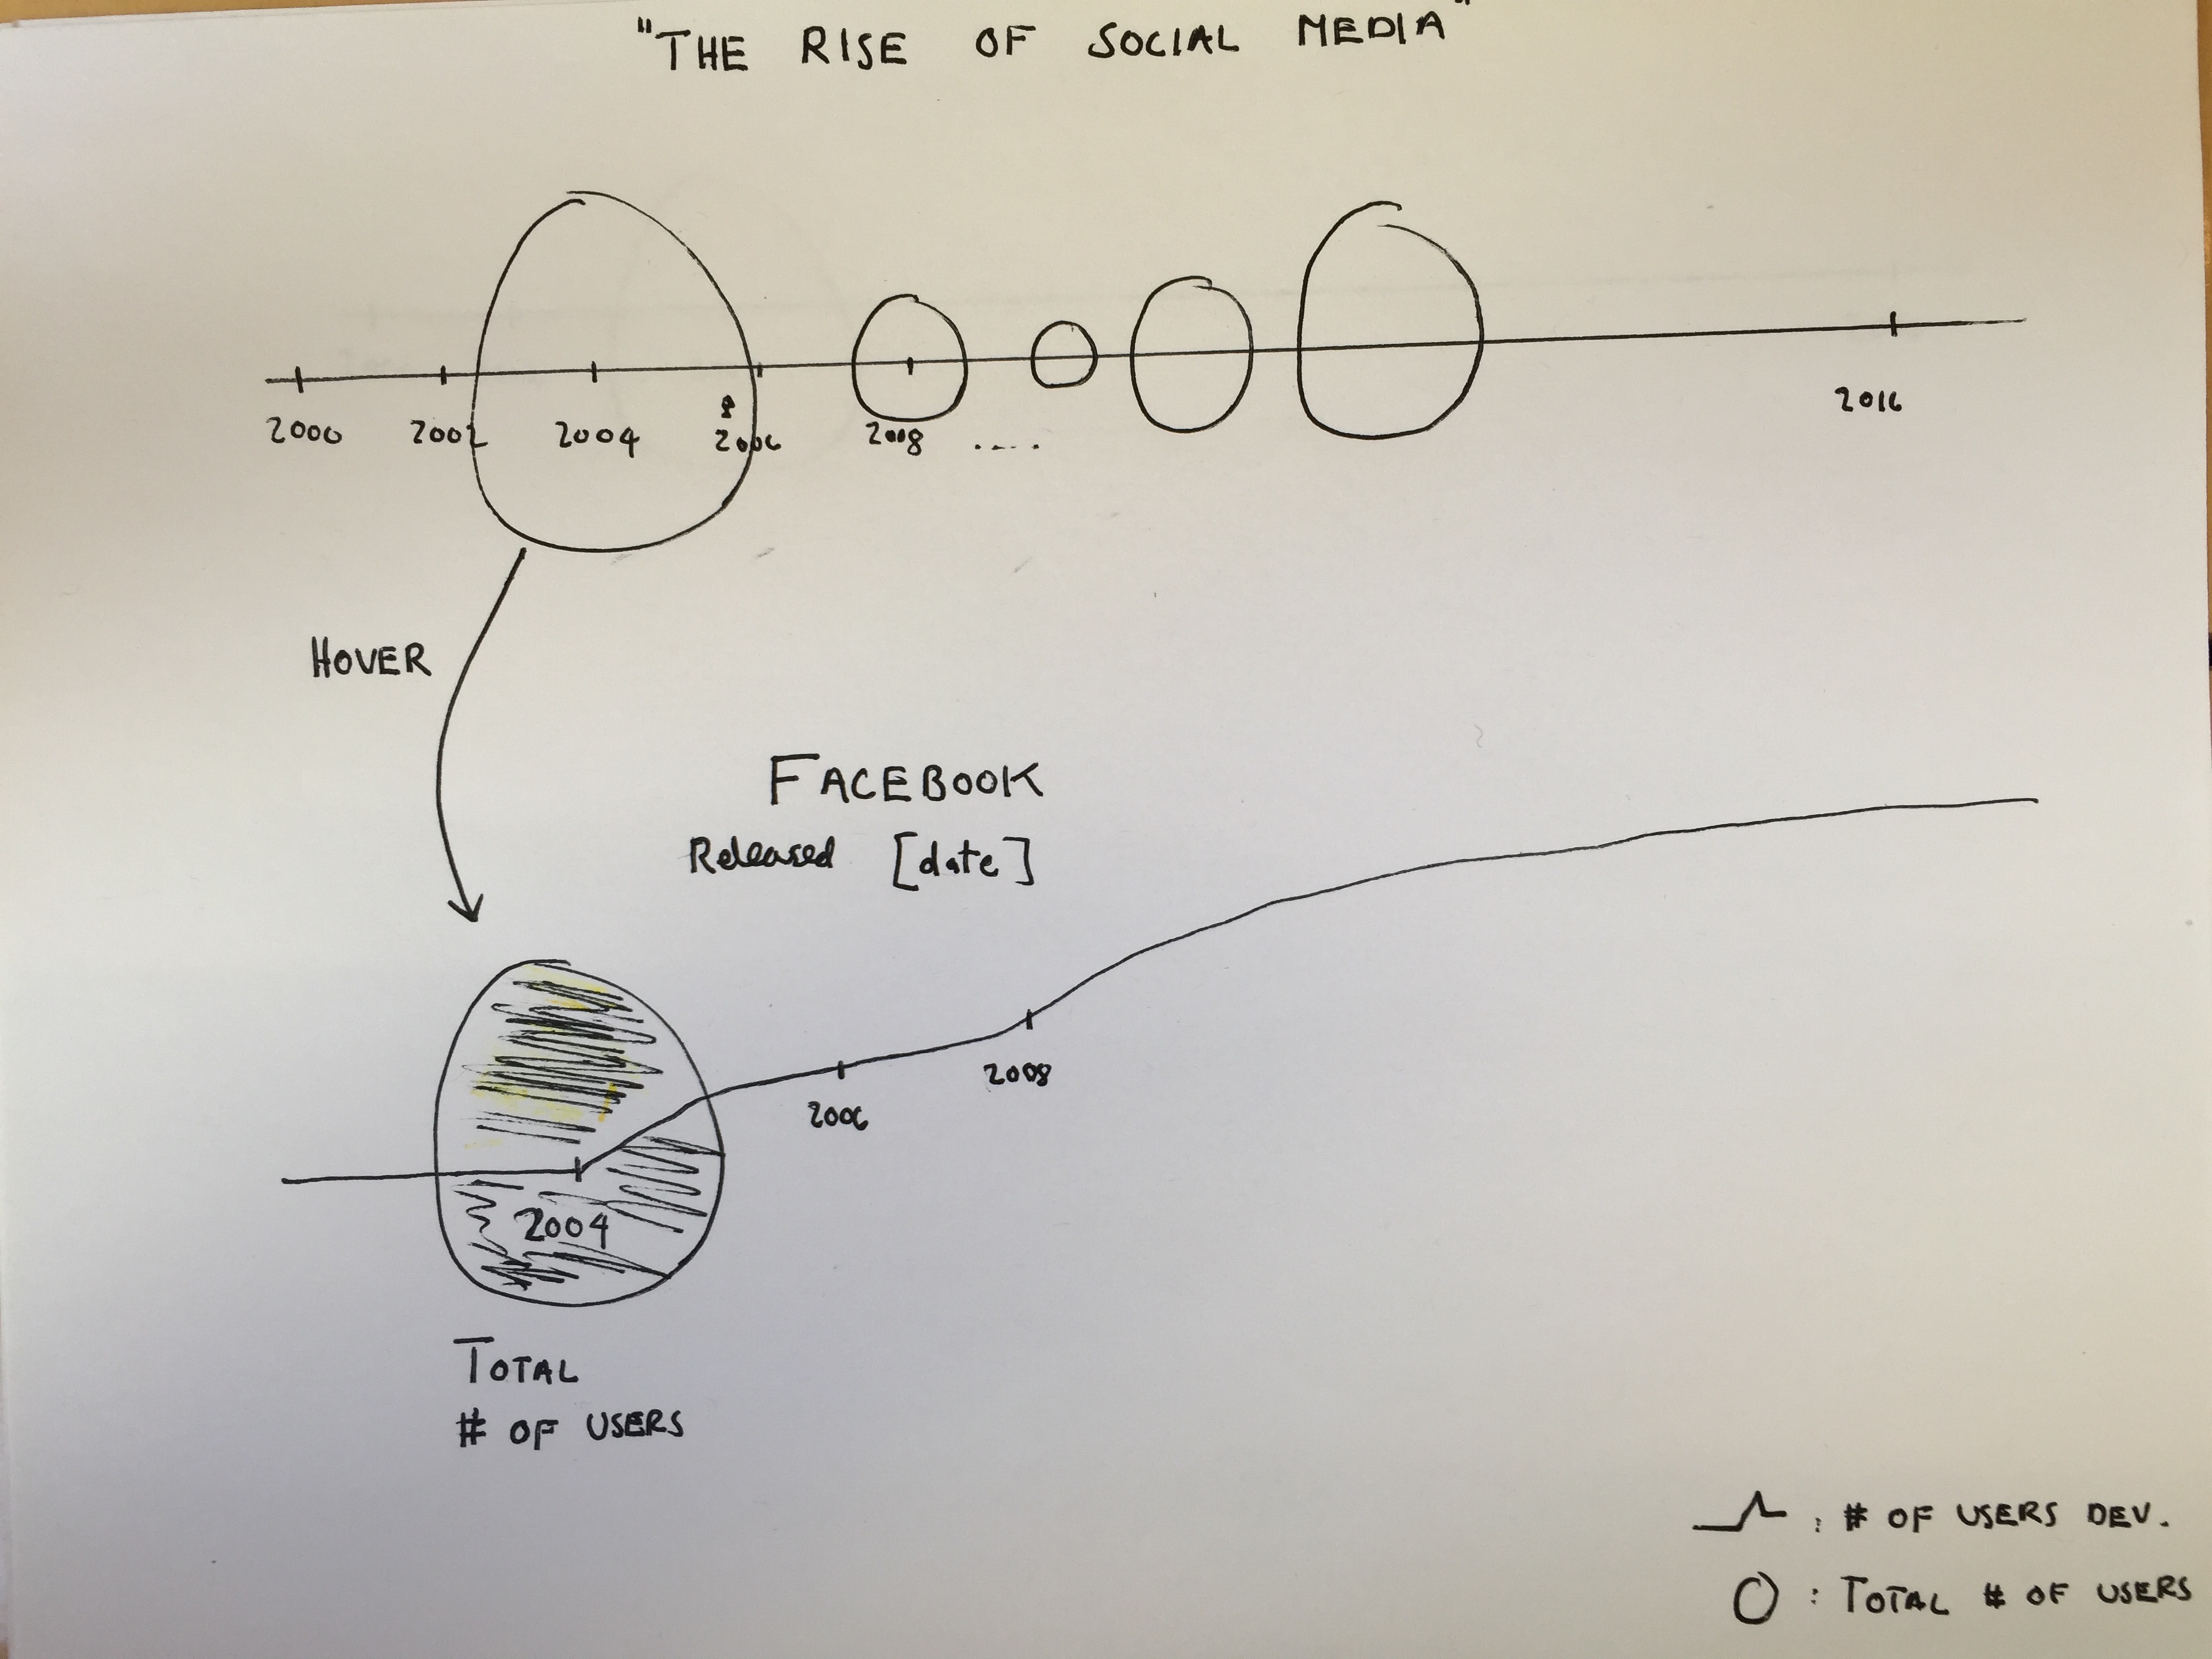 "THE RISE OF SOCIAL MEDIA"
2000 2002 2004 2006 2008 .... 2016
HOVER
FACEBOOK
Released [date]
2008
2006
2004
TOTAL
# OF USERS
: # OF USERS DEV.
: TOTAL # OF USERS